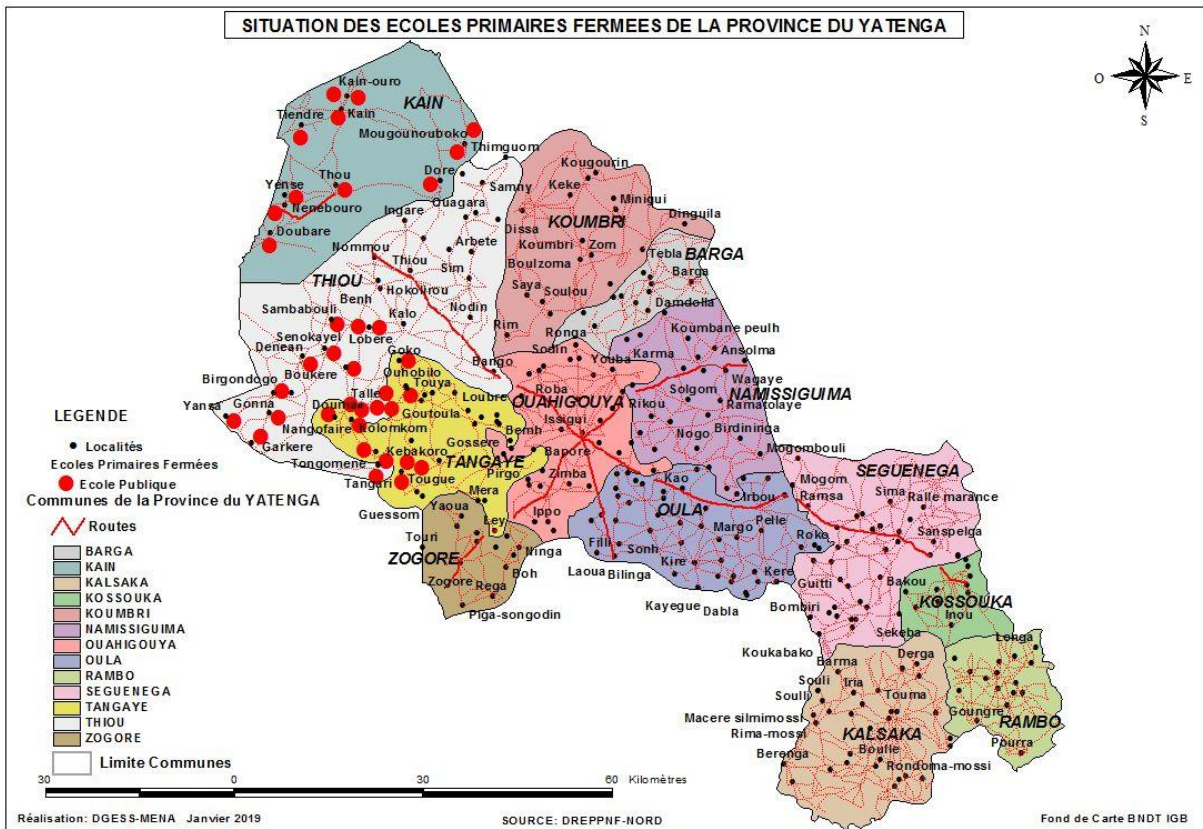 SITUATION DES ECOLES PRIMAIRES FERMEES DE LA PROVINCE DU YATENGA
N
O
E
S
Kain-ouro
KAIN
Kain
Tiendre
Mougounouboko
Thimguom
Thou
Dore
Yense
Nenebouro
Samny
Ouagara
Doubare
Ingare
Kougourin
Keke
Minigui
Dinguila
KOUMBRI
Dissa
Koumbri
Zom
Boulzoma
Tebla
BARGA
Barga
Nommou
Arbete
Thiou
Sim
THIOU
Hokolirou
Saya
Soulou
Damdolla
Sambabouli
Benh
Nodin
Kalo
Rim
Ronga
Koumbane peulh
Senokayel
Lobere
Denean
Goko
Sodin
Youba
Karma
Ansolma
Boukere
Bango
Ouhobilo
Birgondogo
Talle
Touya
Roba
Solgom
Wagaye
Loubre
OUAHIGOUYA
NAMISSIGUIMA
Yansa
Gonna
Goutoula
Rikou
Ramatolaye
Nangofaire
Nolomkom
Bemh
Issigui
Nogo
Birdininga
Garkere
Gossere
Kebakoro
Bapore
Mogombouli
Tongomene
TANGAYE
SEGUENEGA
Tangari
Tougue
Pirgo
Zimba
Kao
Mogom
Sima
Ralle marance
Mera
Irbou
Ramsa
Guessom
Yaoua
OULA
Ippo
Ley
Margo
Pelle
Sanspelga
Touri
Roko
ZOGORE
Ninga
Filli
Sonh
Boh
Laoua
Bilinga
Kire
Kere
Guitti
Bakou
Zogore
Rega
KOSSOUKA
Piga-songodin
Kayegue
Dabla
Bombiri
Inou
Sekeba
Koukabako
Longa
Barma
Derga
Souli
Iria
Soulli
Touma
Macere silmimossi
Goungre
Rima-mossi
RAMBO
KALSAKA
Berenga
Boulle
Pourra
Rondoma-mossi
LEGENDE
Localités
Ecoles Primaires Fermées
Ecole Publique
Communes de la Province du YATENGA
Routes
BARGA
KAIN
KALSAKA
KOSSOUKA
KOUMBRI
NAMISSIGUIMA
OUAHIGOUYA
OULA
RAMBO
SEGUENEGA
TANGAYE
THIOU
ZOGORE
Limite Communes
30 0 30 60 Kilomètres
Réalisation: DGESS-MENA Janvier 2019
SOURCE: DREPPNF-NORD
Fond de Carte BNDT IGB